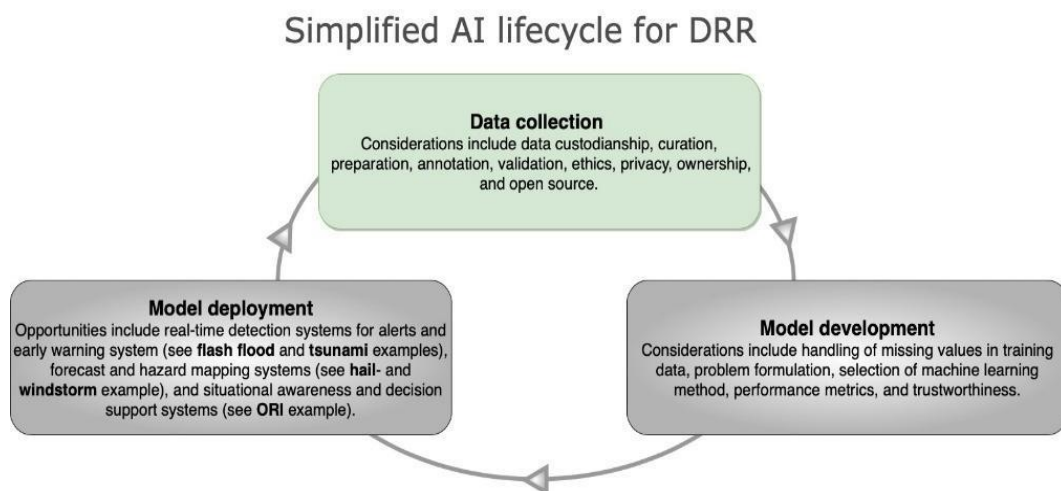 Simplified AI lifecycle for DRR
Data collection
Considerations include data custodianship, curation,
preparation, annotation, validation, ethics, privacy, ownership,
and open source.
Model deployment
Opportunities include real-time detection systems for alerts and
early warning system (see flash flood and tsunami examples),
forecast and hazard mapping systems (see hail- and
windstorm example), and situational awareness and decision
support systems (see ORI example).
Model development
Considerations include handling of missing values in training
data, problem formulation, selection of machine learning
method, performance metrics, and trustworthiness.